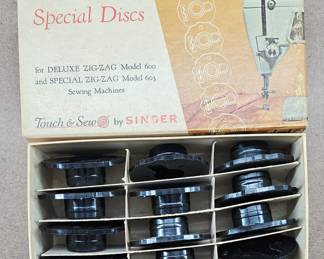 Special Discs
for DELUXE ZIG-ZAG Model 600
and SPECIAL ZIG-ZAG Model 603
Sewing Machines
Touch & Sew by SINGER